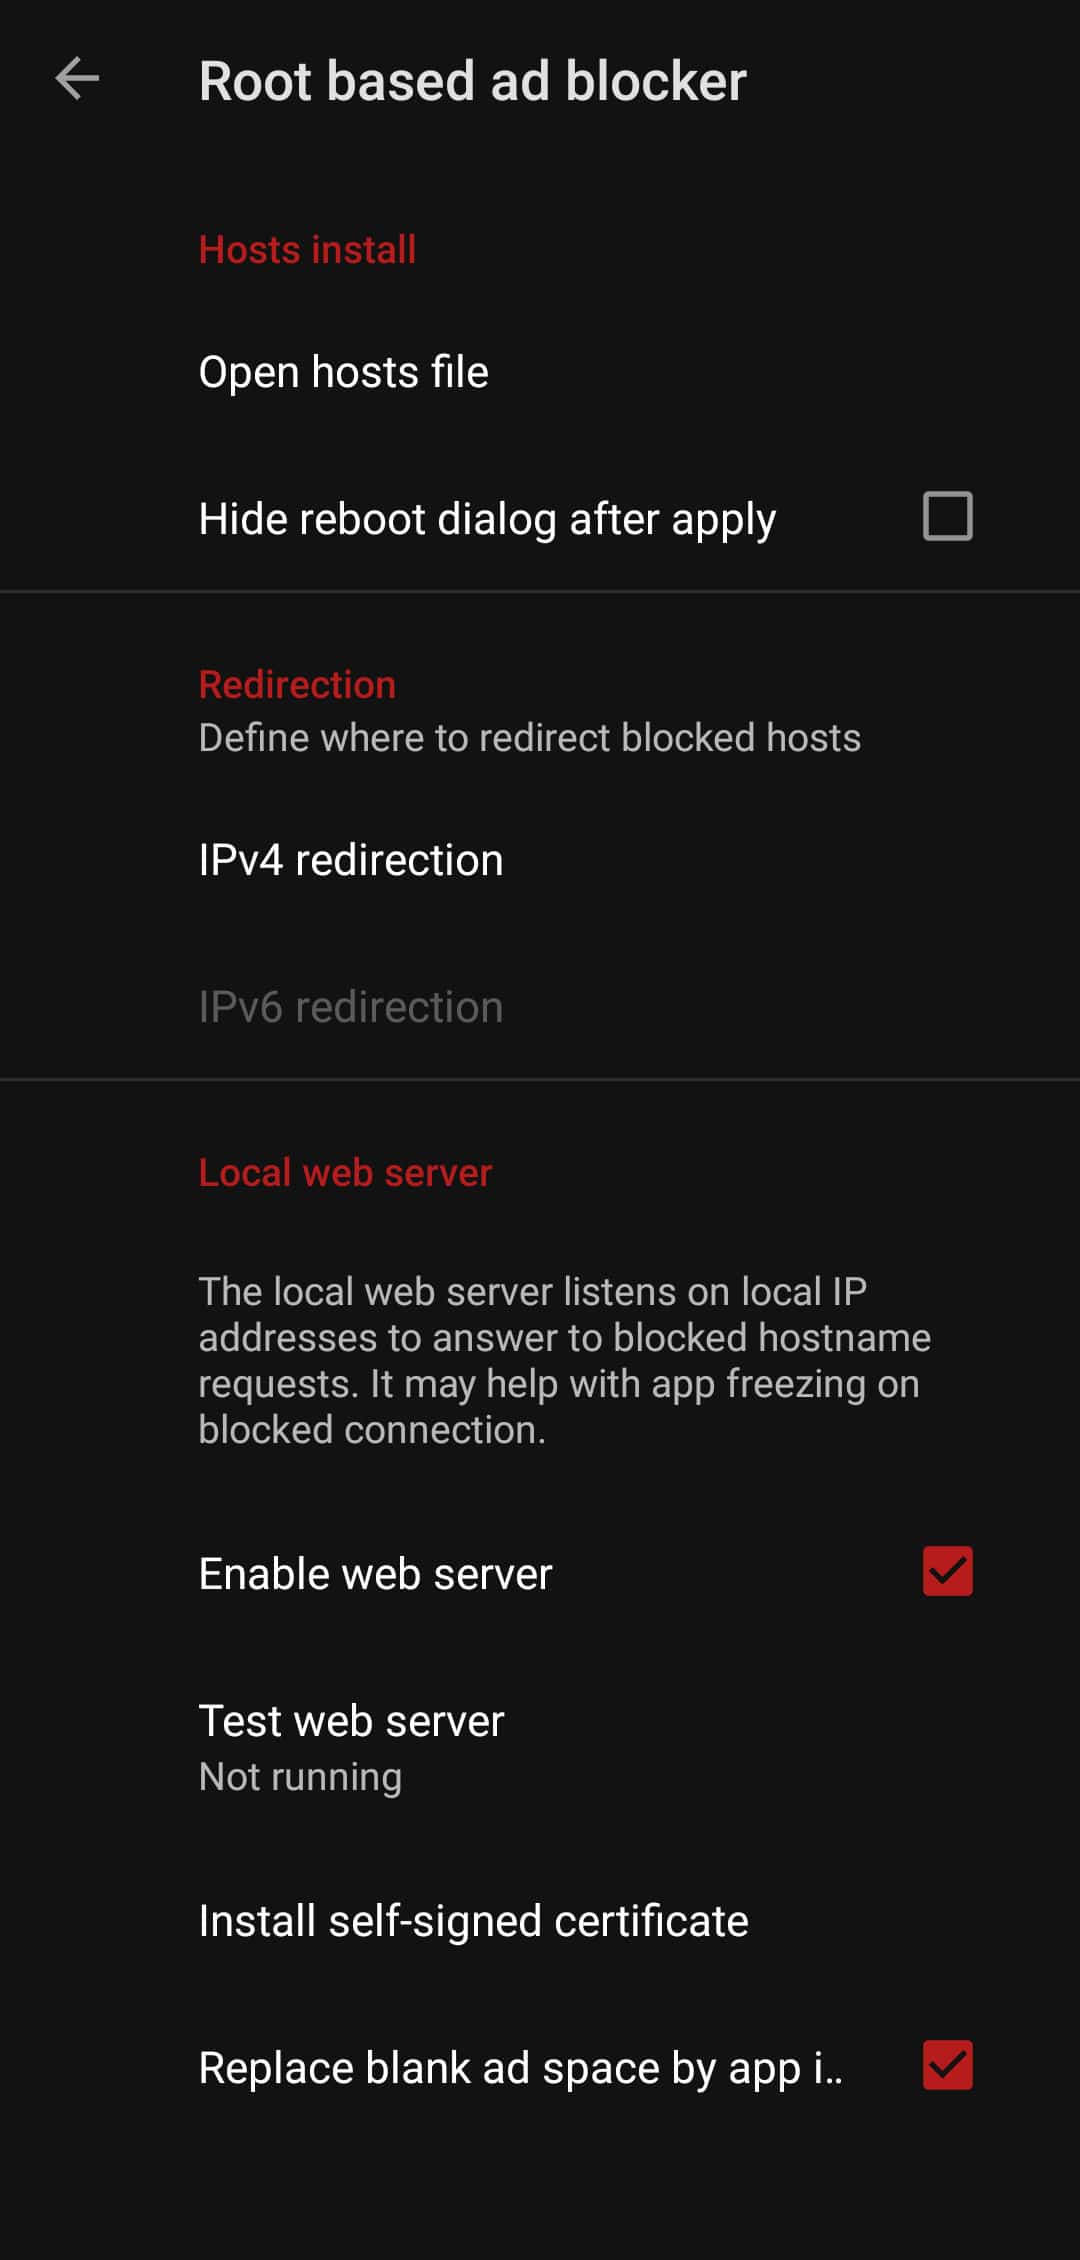 Root based ad blocker
Hosts install
Open hosts file
Hide reboot dialog after apply
Redirection
Define where to redirect blocked hosts
IPv4 redirection
IPv6 redirection
Local web server
The local web server listens on local IP
addresses to answer to blocked hostname
requests. It may help with app freezing on
blocked connection.
Enable web server
Test web server
Not running
Install self-signed certificate
Replace blank ad space by app i..